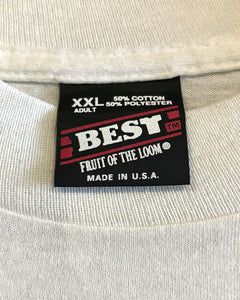 XXL 50% COTTON
ADULT 50% POLYESTER
BEST TM
FRUIT OF THE LOOM®
MADE IN U.S.A.